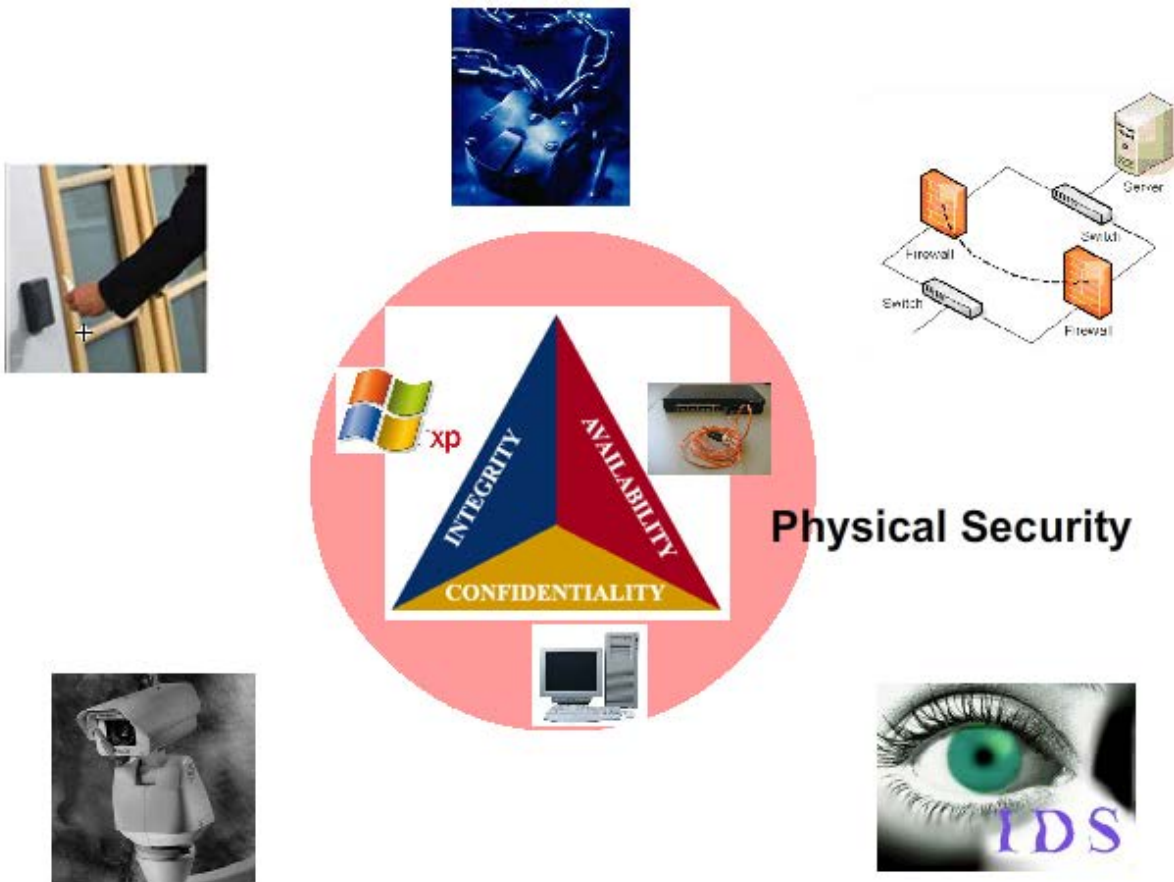 Server
Switch
Firewall
Switch
Firewall
xp
INTEGRITY
AVAILABILITY
CONFIDENTIALITY
Physical Security
IDS